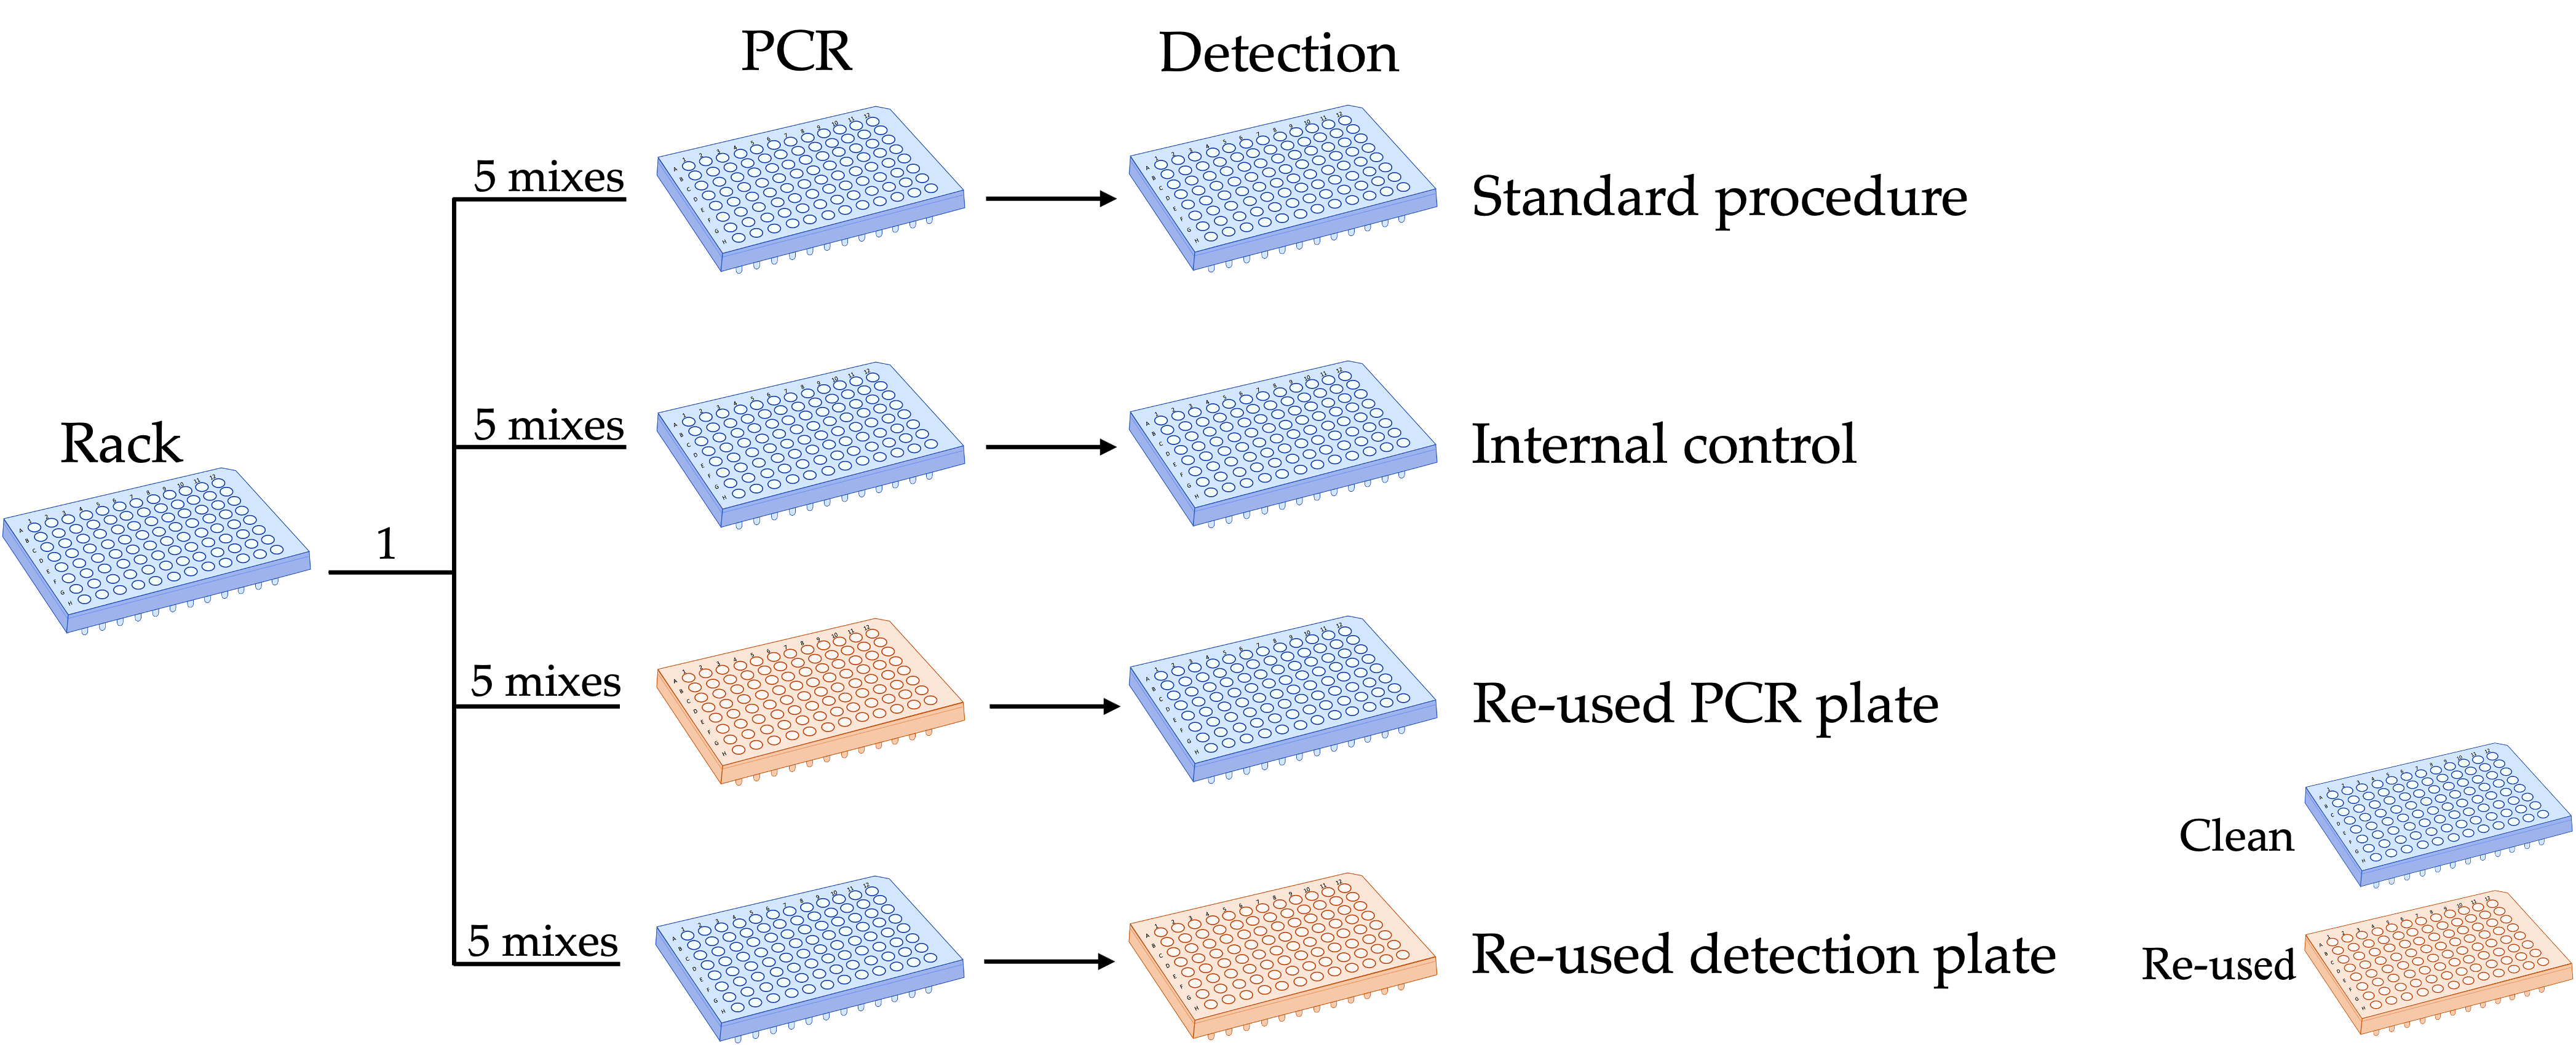 PCR Detection
5 mixes
Standard procedure
5 mixes
Internal control
Rack
1
5 mixes
Re-used PCR plate
5 mixes
Re-used detection plate
Clean
Re-used